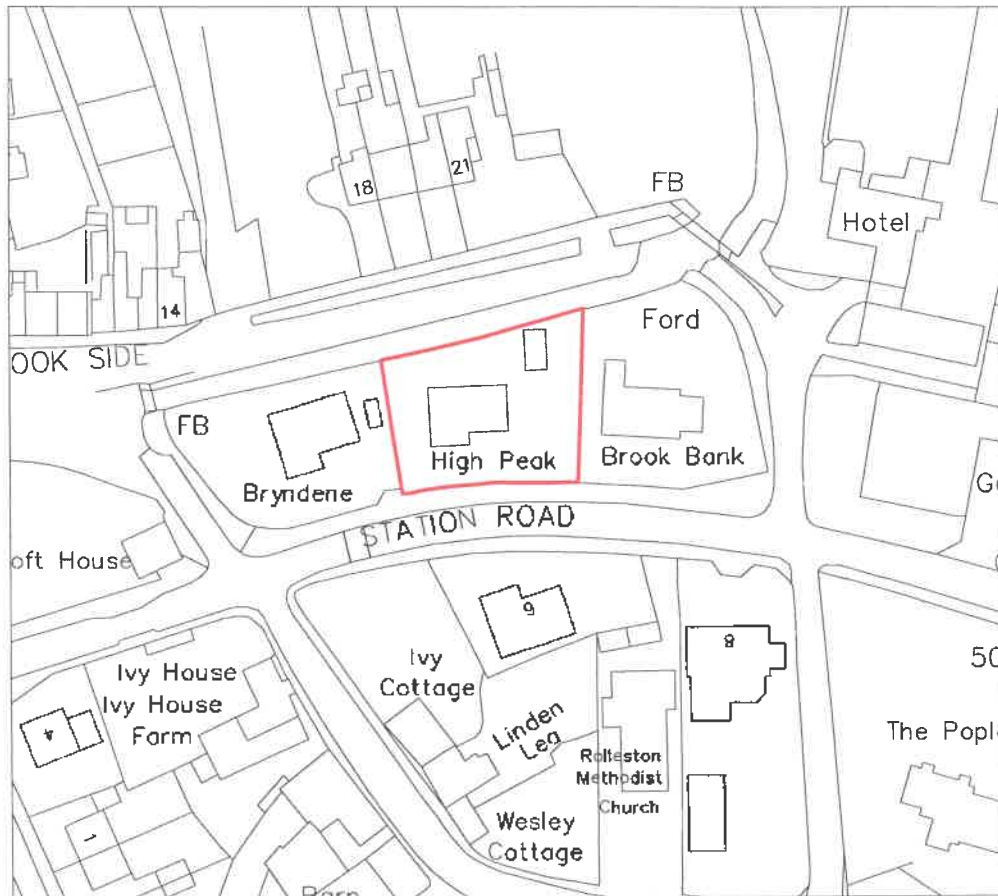 18
21
FB
Hotel
14
Ford
OOK SIDE
FB
High Peak
Brook Bank
Bryndene
STATION ROAD
oft House
6
8
Ivy
Cottage
Ivy House
Ivy House
Farm
4
Linden
Lea
Rolleston
Methodist
Church
The Popl
50
1
Wesley
Cottage